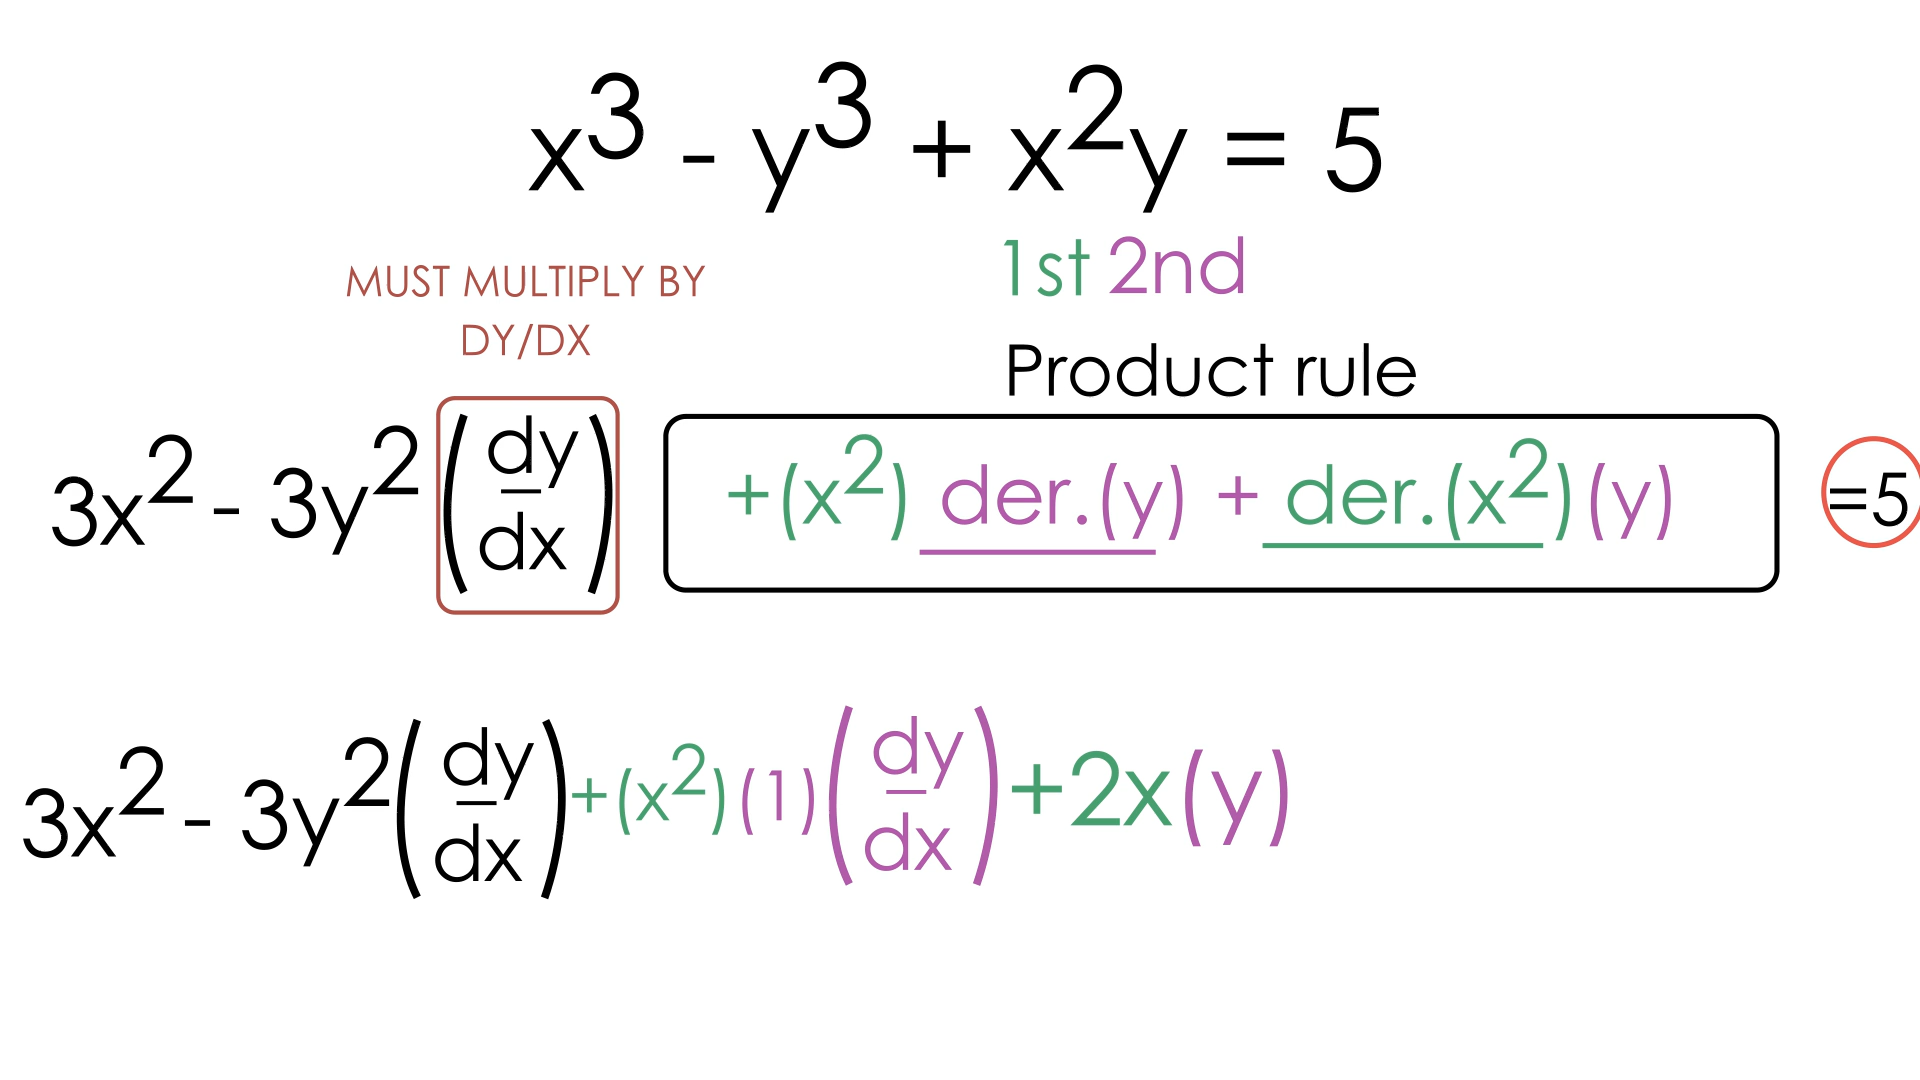 x³ - y³ + x²y = 5
1st 2nd
MUST MULTIPLY BY
DY/DX
Product rule
3x² - 3y² (dy/dx) +(x²) der.(y) + der.(x²)(y) =5
3x² - 3y² (dy/dx) +(x²)(1)(dy/dx)+2x(y)